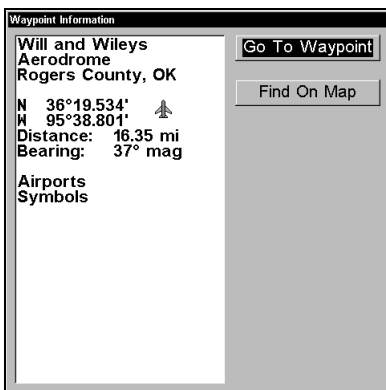 Waypoint Information
Will and Wileys
Aerodrome
Rogers County, OK
N 36°19.534'
W 95°38.801'
Distance: 16.35 mi
Bearing: 37° mag
Airports
Symbols
Go To Waypoint
Find On Map